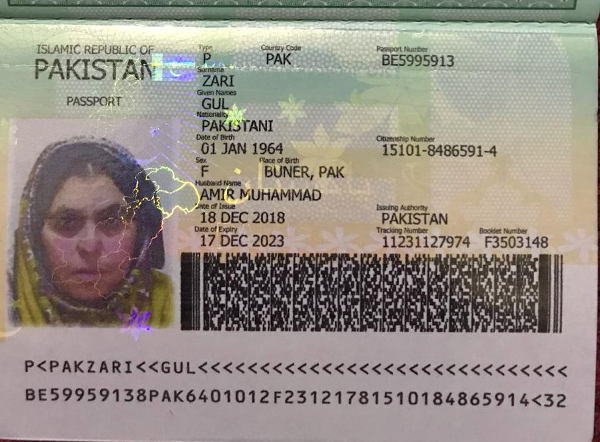 ISLAMIC REPUBLIC OF
PAKISTAN
PASSPORT
Type Country Code Passport Number
P PAK BE5995913
Surname
ZARI
Given Names
GUL
Nationality
PAKISTANI
Date of Birth Citizenship Number
01 JAN 1964 15101-8486591-4
Sex Place of Birth
F BUNER, PAK
Husband Name
AMIR MUHAMMAD
Date of Issue Issuing Authority
18 DEC 2018 PAKISTAN
Date of Expiry Tracking Number Booklet Number
17 DEC 2023 11231127974 F3503148
P<PAKZARI<<GUL<<<<<<<<<<<<<<<<<<<<<<<<<<<<<<
BE59959138PAK6401012F23121781510184865914<32